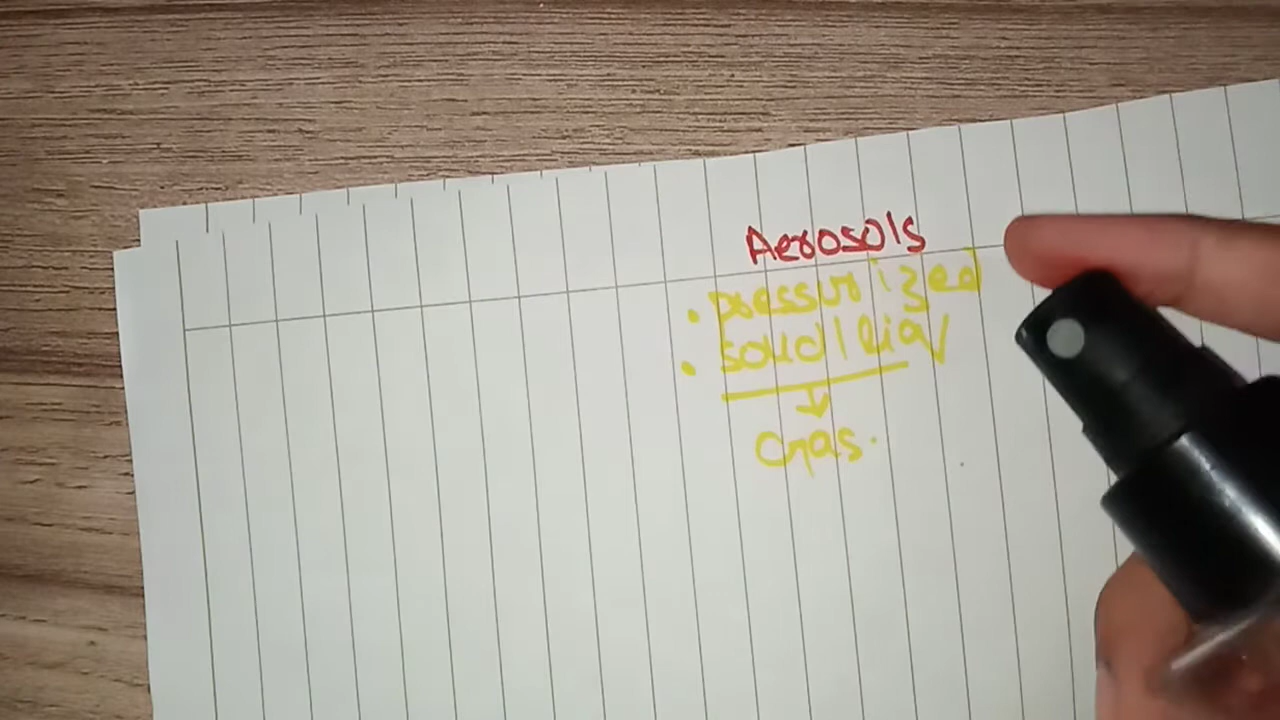 Aerosols
• pressurized
• solid/liq
↓
Gas.